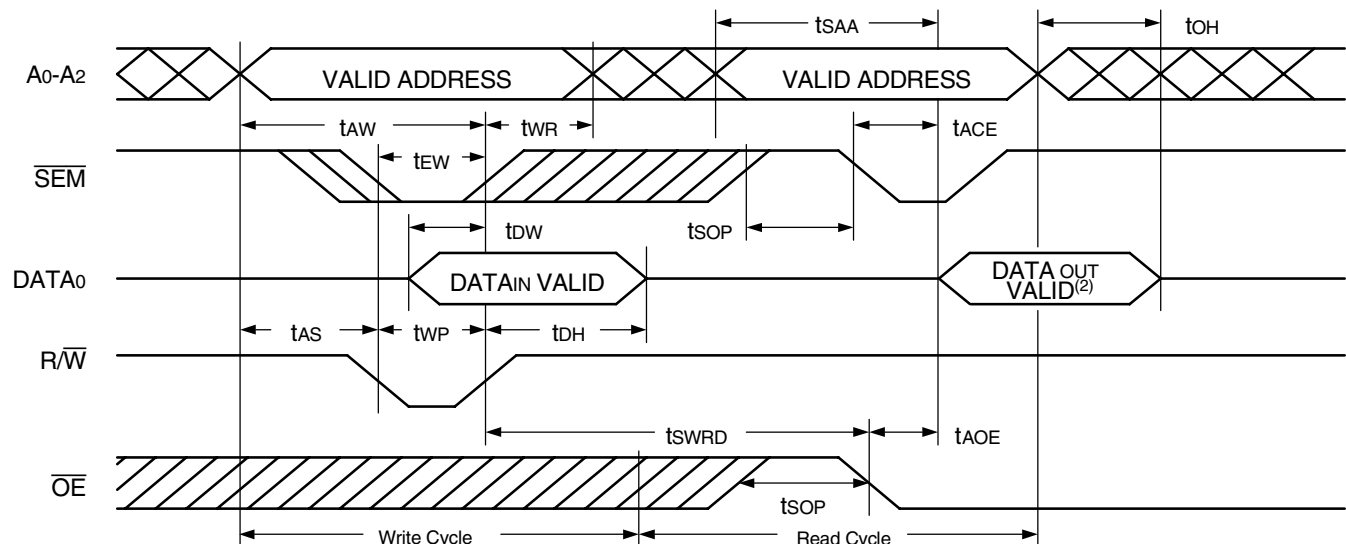 tSAA
tOH
A0-A2
VALID ADDRESS
VALID ADDRESS
tAW
tWR
tACE
tEW
SEM
tSOP
tDW
DATA0
DATAIN VALID
DATA OUT
VALID(2)
tAS
tWP
tDH
R/W
tSWRD
tAOE
OE
tSOP
Write Cycle
Read Cycle